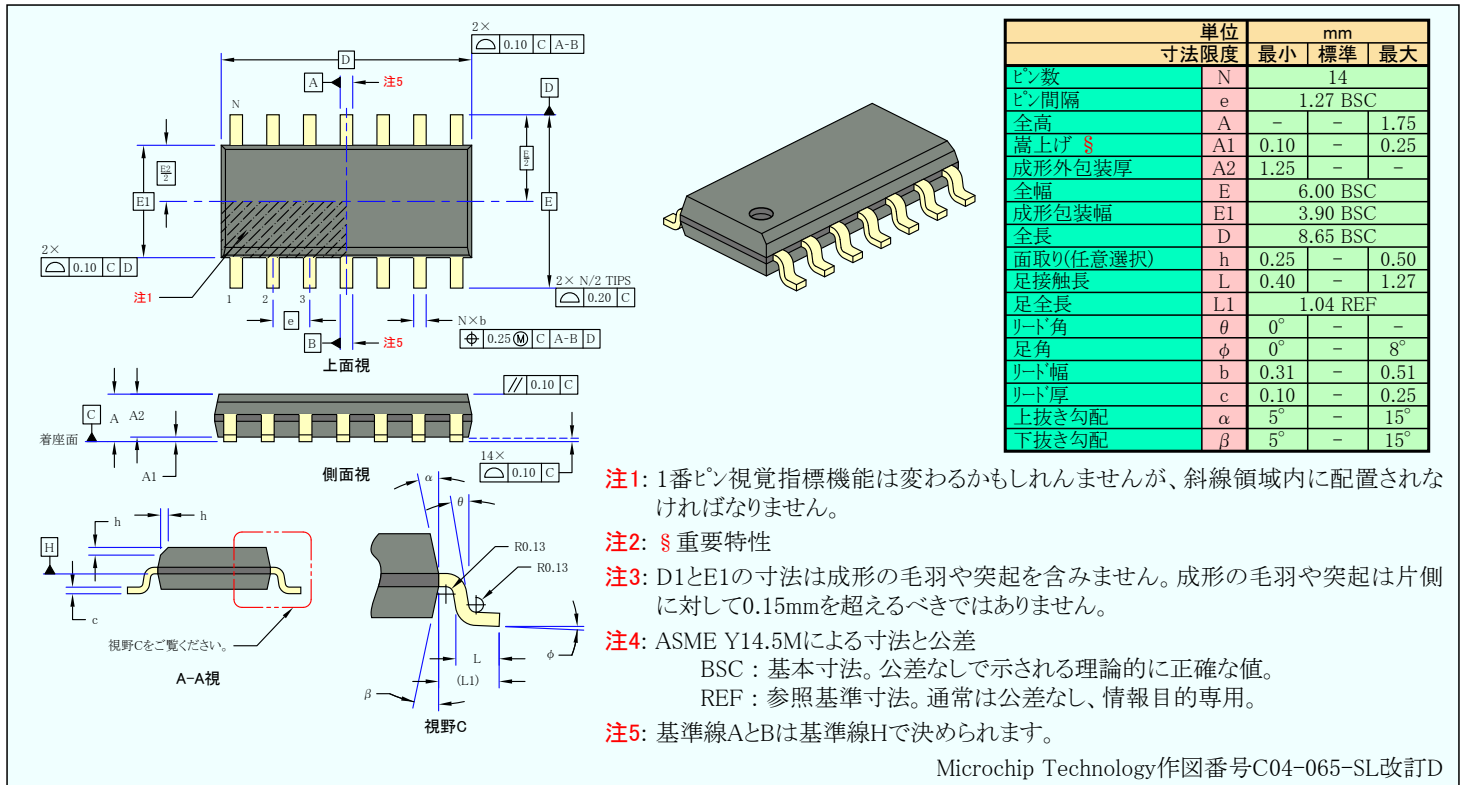 2×
⌓ 0.10 C A-B
D
A
注5
D
N
E2/2
E/2
E1
E
2×
⌓ 0.10 C D
注1
1 2 3
2× N/2 TIPS
⌓ 0.20 C
e
N×b
B
注5
⌖ 0.25 Ⓜ C A-B D
上面視
// 0.10 C
C A A2
着座面
A1
側面視
14×
⌓ 0.10 C
h h
H
c
視野Cをご覧ください。
A-A視
α
θ
R0.13
R0.13
L
(L1)
φ
β
視野C
単位 mm
寸法限度 最小 標準 最大
ピン数 N 14
ピン間隔 e 1.27 BSC
全高 A - - 1.75
嵩上げ § A1 0.10 - 0.25
成形外包装厚 A2 1.25 - -
全幅 E 6.00 BSC
成形包装幅 E1 3.90 BSC
全長 D 8.65 BSC
面取り(任意選択) h 0.25 - 0.50
足接触長 L 0.40 - 1.27
足全長 L1 1.04 REF
リード角 θ 0° - -
足角 φ 0° - 8°
リード幅 b 0.31 - 0.51
リード厚 c 0.10 - 0.25
上抜き勾配 α 5° - 15°
下抜き勾配 β 5° - 15°
注1: 1番ピン視覚指標機能は変わるかもしれんませんが、斜線領域内に配置されな
ければなりません。
注2: §重要特性
注3: D1とE1の寸法は成形の毛羽や突起を含みません。成形の毛羽や突起は片側
に対して0.15mmを超えるべきではありません。
注4: ASME Y14.5Mによる寸法と公差
BSC : 基本寸法。公差なしで示される理論的に正確な値。
REF : 参照基準寸法。通常は公差なし、情報目的専用。
注5: 基準線AとBは基準線Hで決められます。
Microchip Technology作図番号C04-065-SL改訂D